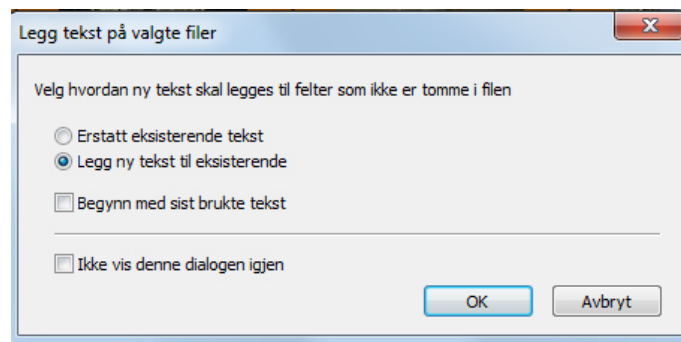 Legg tekst på valgte filer
Velg hvordan ny tekst skal legges til felter som ikke er tomme i filen
Erstatt eksisterende tekst
Legg ny tekst til eksisterende
Begynn med sist brukte tekst
Ikke vis denne dialogen igjen
OK Avbryt